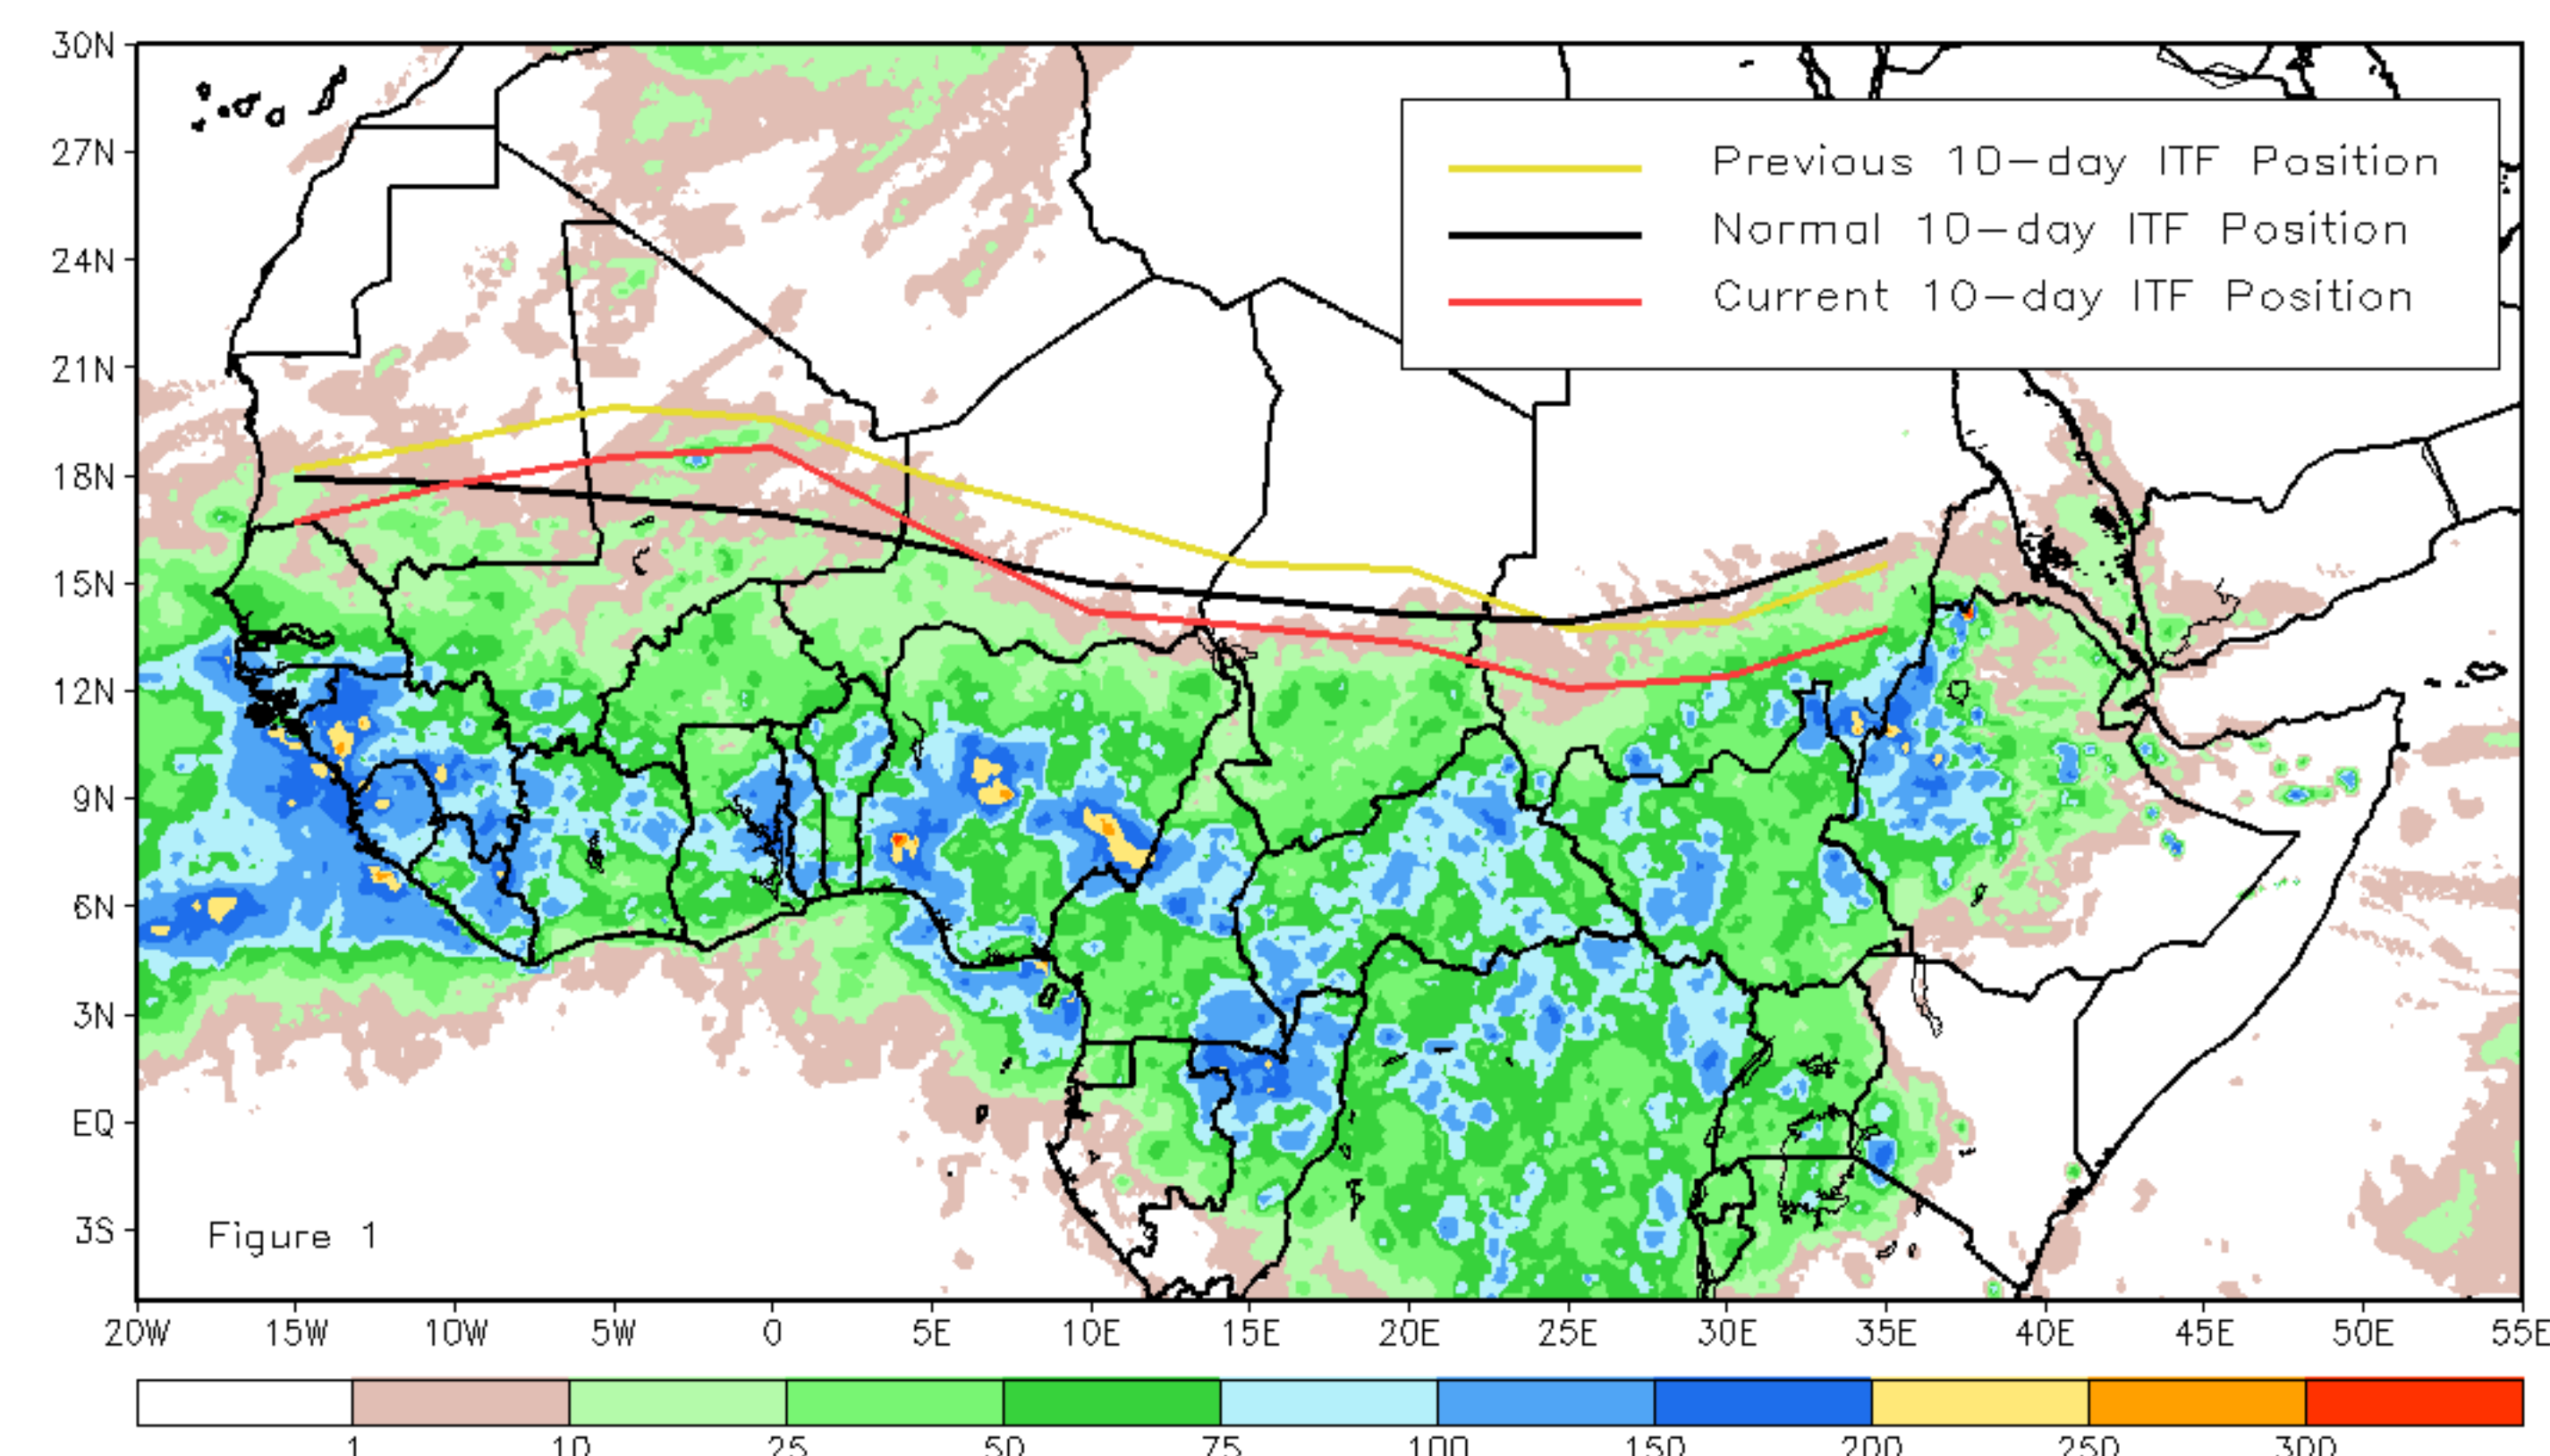 30N
27N
24N
21N
18N
15N
12N
9N
6N
3N
EQ
3S
Previous 10-day ITF Position
Normal 10-day ITF Position
Current 10-day ITF Position
Figure 1
20W 15W 10W 5W 0 5E 10E 15E 20E 25E 30E 35E 40E 45E 50E 55E
1 10 25 50 75 100 150 200 250 300